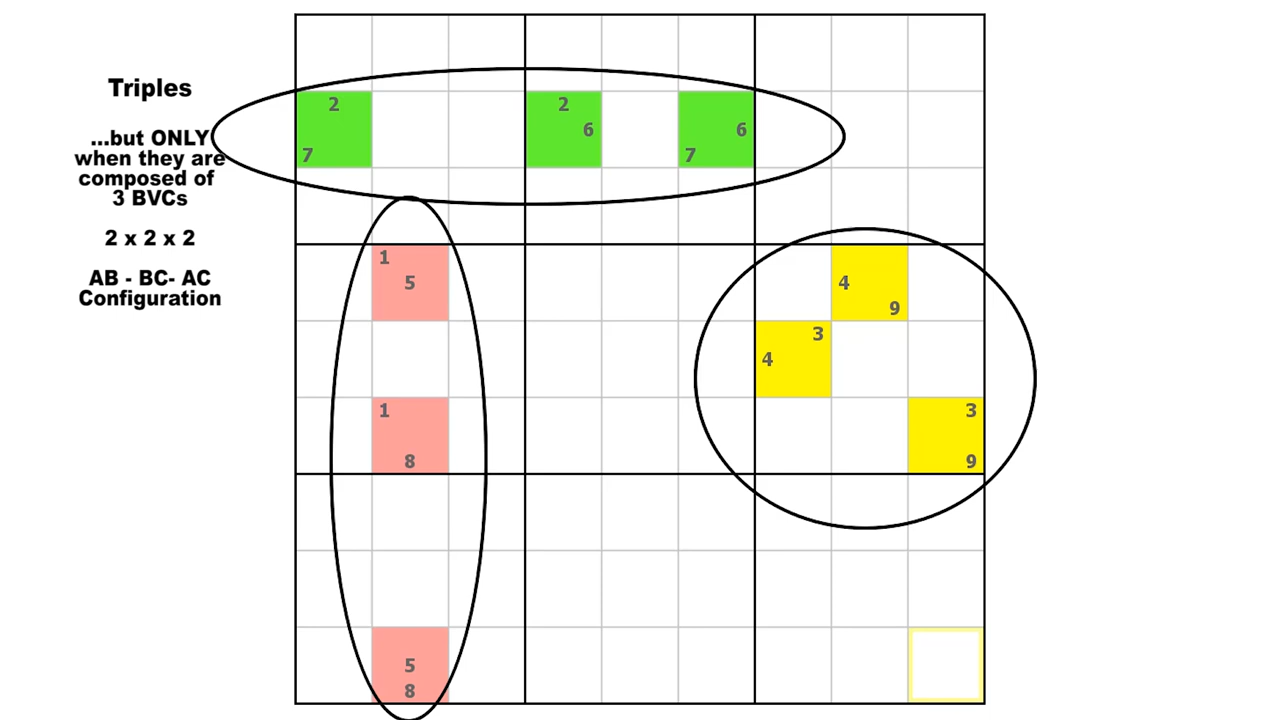 Triples
...but ONLY
when they are
composed of
3 BVCs
2 x 2 x 2
AB - BC- AC
Configuration
2
7
2
6
6
7
1
5
4
9
3
4
1
8
3
9
5
8